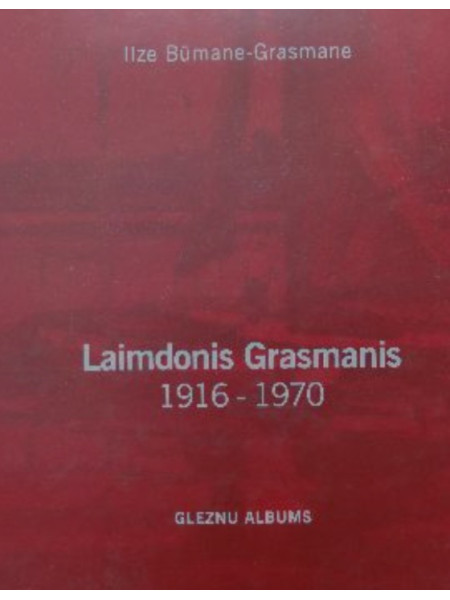 Ilze Būmane-Grasmane
Laimdonis Grasmanis
1916 - 1970
GLEZNU ALBUMS